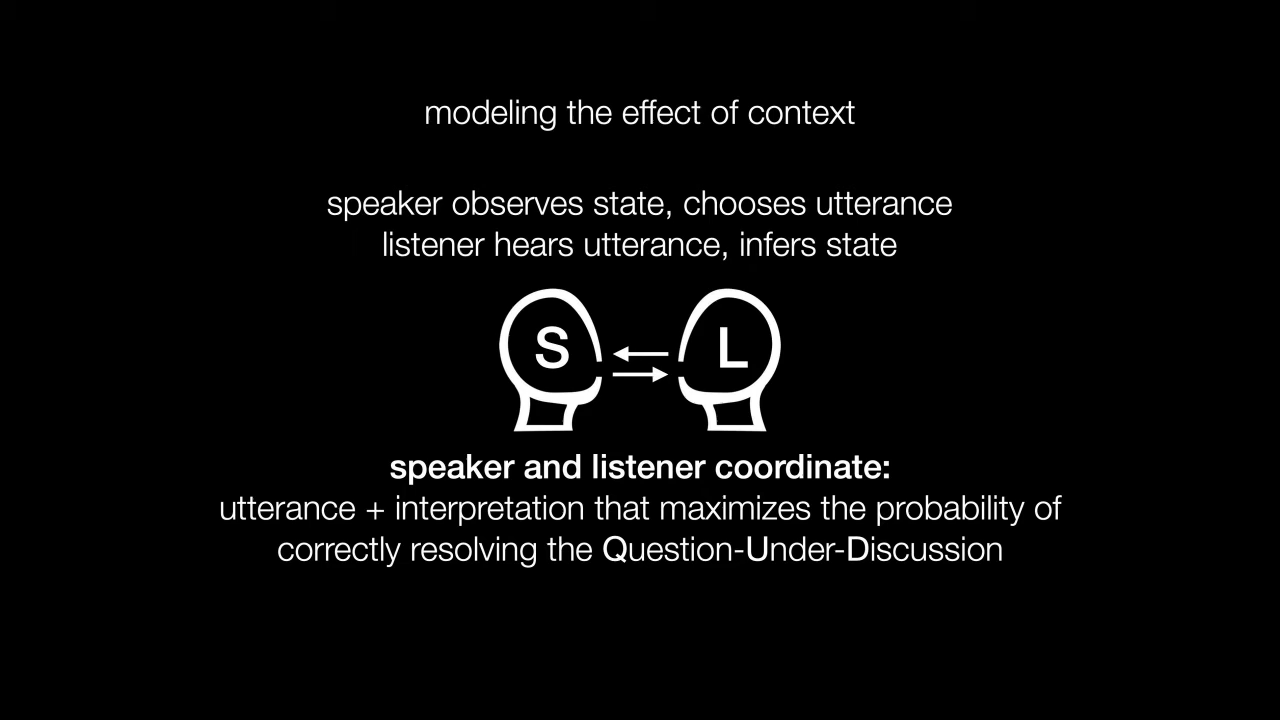 modeling the effect of context
speaker observes state, chooses utterance
listener hears utterance, infers state
S L
speaker and listener coordinate:
utterance + interpretation that maximizes the probability of
correctly resolving the Question-Under-Discussion